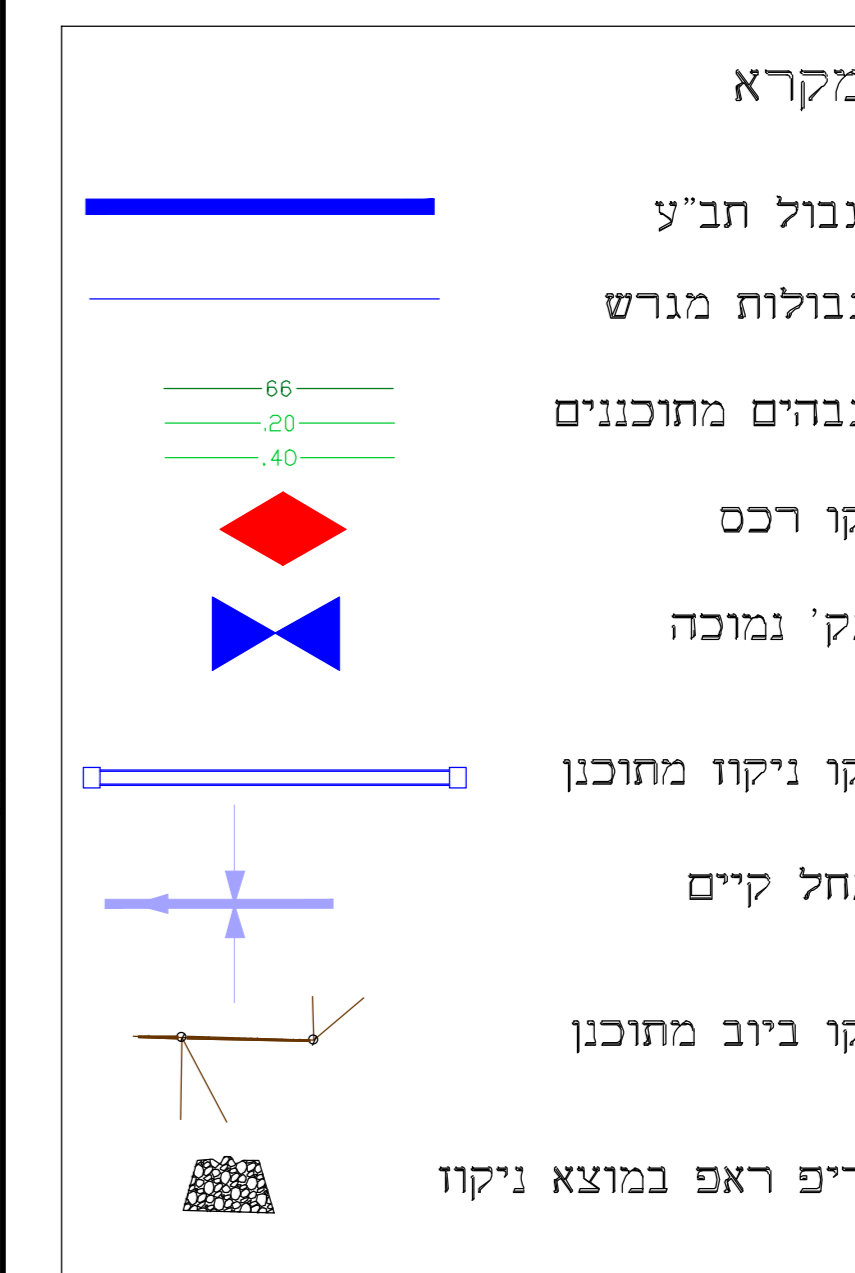 מקרא
גבול תב"ע
גבולות מגרש
גבהים מתוכננים
66
.20
.40
קו רכס
נק' נמוכה
קו ניקוז מתוכנן
נחל קיים
קו ביוב מתוכנן
ריפ ראפ במוצא ניקוז